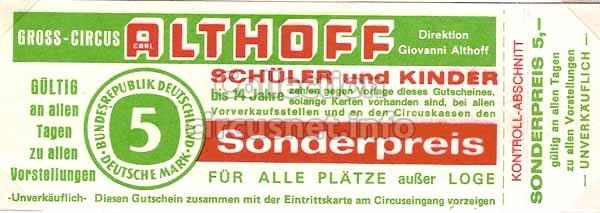 GROSS-CIRCUS
CARL
ALTHOFF
Direktion
Giovanni Althoff
GÜLTIG
an allen
Tagen
zu allen
Vorstellungen
BUNDESREPUBLIK DEUTSCHLAND
5
DEUTSCHE MARK
SCHÜLER und KINDER
bis 14 Jahre zahlen gegen Vorlage dieses Gutscheines,
solange Karten vorhanden sind, bei allen
Vorverkaufsstellen und an den Circuskassen den
Sonderpreis
FÜR ALLE PLÄTZE außer LOGE
-Unverkäuflich- Diesen Gutschein zusammen mit der Eintrittskarte am Circuseingang vorzeigen
KONTROLL-ABSCHNITT
SONDERPREIS 5,—
gültig an allen Tagen
zu allen Vorstellungen
— UNVERKÄUFLICH —
circusnet.info